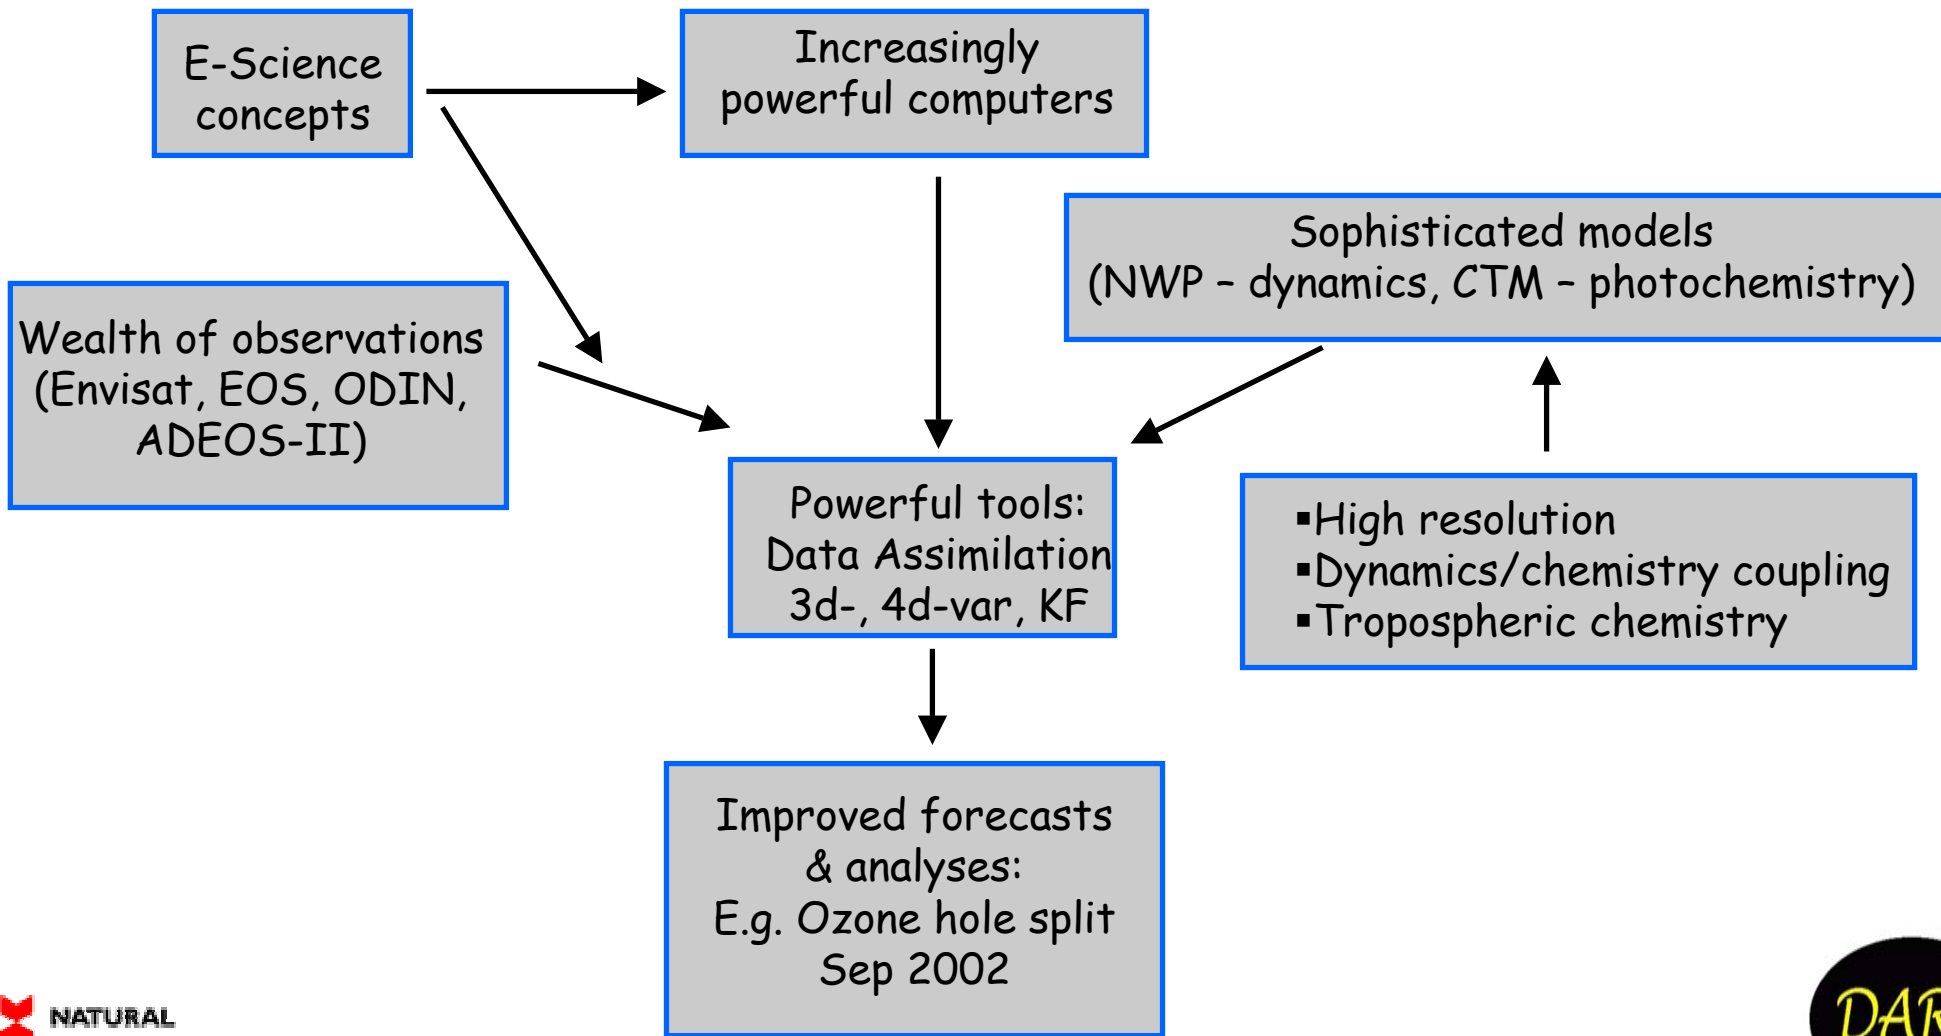 E-Science
concepts
Increasingly
powerful computers
Sophisticated models
(NWP – dynamics, CTM – photochemistry)
Wealth of observations
(Envisat, EOS, ODIN,
ADEOS-II)
Powerful tools:
Data Assimilation
3d-, 4d-var, KF
▪High resolution
▪Dynamics/chemistry coupling
▪Tropospheric chemistry
Improved forecasts
& analyses:
E.g. Ozone hole split
Sep 2002
NATURAL